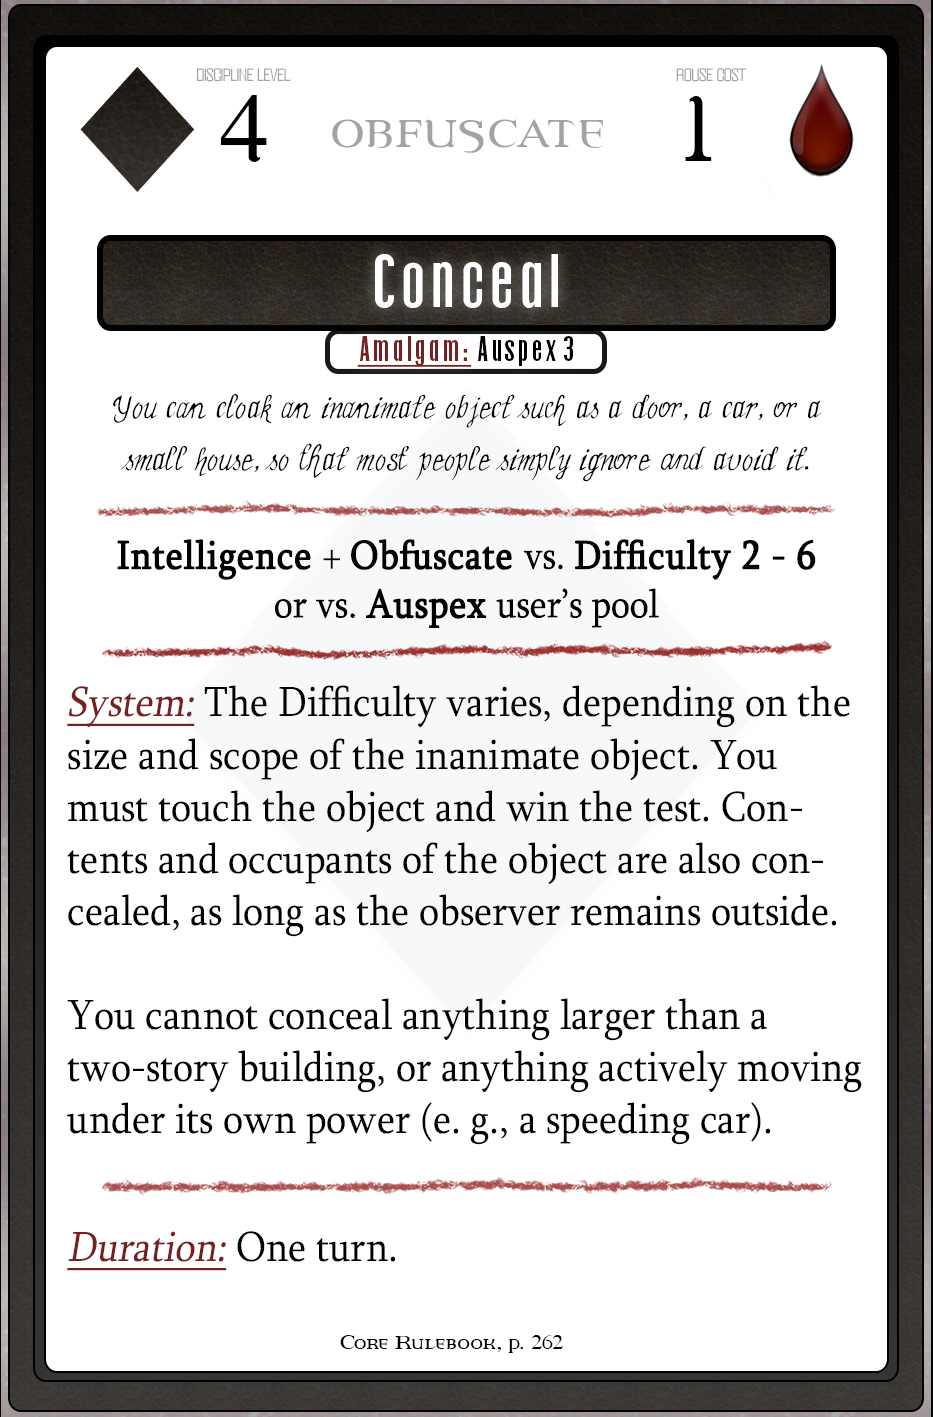 DISCIPLINE LEVEL
4
OBFUSCATE
ROUSE COST
1
Conceal
Amalgam: Auspex 3
You can cloak an inanimate object such as a door, a car, or a
small house, so that most people simply ignore and avoid it.
Intelligence + Obfuscate vs. Difficulty 2 - 6
or vs. Auspex user's pool
System: The Difficulty varies, depending on the
size and scope of the inanimate object. You
must touch the object and win the test. Con-
tents and occupants of the object are also con-
cealed, as long as the observer remains outside.
You cannot conceal anything larger than a
two-story building, or anything actively moving
under its own power (e. g., a speeding car).
Duration: One turn.
Core Rulebook, p. 262